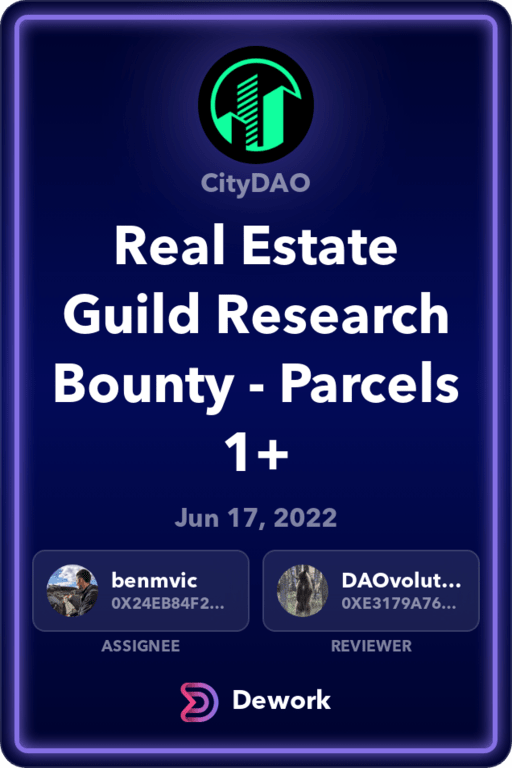 CityDAO
Real Estate
Guild Research
Bounty - Parcels
1+
Jun 17, 2022
benmvic
0X24EB84F2...
DAOvolut...
0XE3179A76...
ASSIGNEE
REVIEWER
Dework